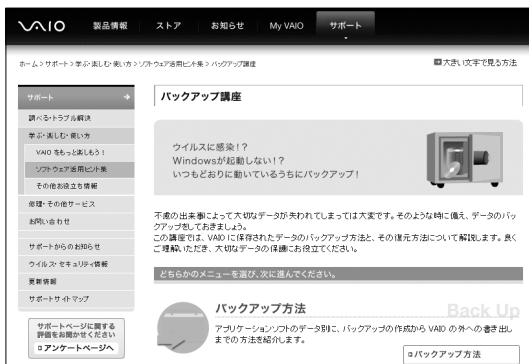 VAIO 製品情報 ストア お知らせ My VAIO サポート
ホーム > サポート > 学ぶ・楽しむ・使い方 > ソフトウェア活用ヒント集 > バックアップ講座
大きい文字で見る方法
サポート
調べる・トラブル解決
学ぶ・楽しむ・使い方
VAIO をもっと楽しもう!
ソフトウェア活用ヒント集
その他お役立ち情報
修理・その他サービス
お問い合わせ
サポートからのお知らせ
ウイルス・セキュリティ情報
更新情報
サポートサイトマップ
サポートページに関する
評価をお聞かせください
アンケートページへ
バックアップ講座
ウイルスに感染!?
Windowsが起動しない!?
いつもどおりに動いているうちにバックアップ!
不慮の出来事によって大切なデータが失われてしまっては大変です。そのような時に備え、データのバッ
クアップをしておきましょう。
この講座では、VAIO に保存されたデータのバックアップ方法と、その復元方法について解説します。良く
ご理解いただき、大切なデータの保護にお役立てください。
どちらかのメニューを選び、次に進んでください。
バックアップ方法
Back Up
アプリケーションソフトのデータ別に、バックアップの作成から VAIO の外への書き出し
までの方法を紹介します。
バックアップ方法